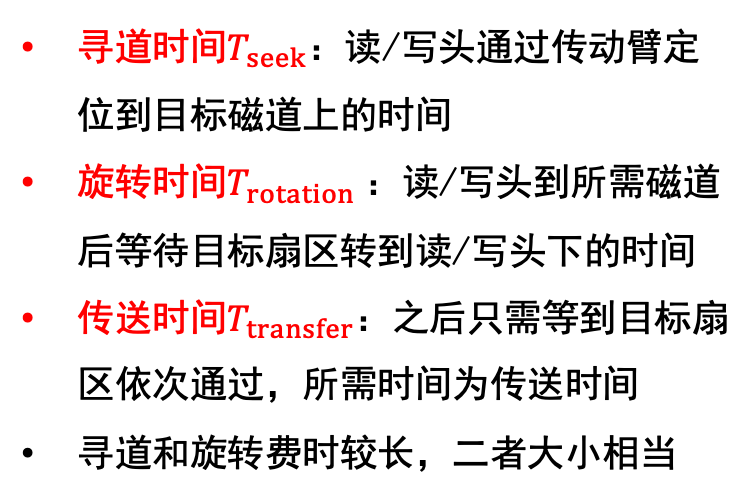 • 寻道时间T_seek：读/写头通过传动臂定
位到目标磁道上的时间
• 旋转时间T_rotation ：读/写头到所需磁道
后等待目标扇区转到读/写头下的时间
• 传送时间T_transfer：之后只需等到目标扇
区依次通过，所需时间为传送时间
• 寻道和旋转费时较长，二者大小相当